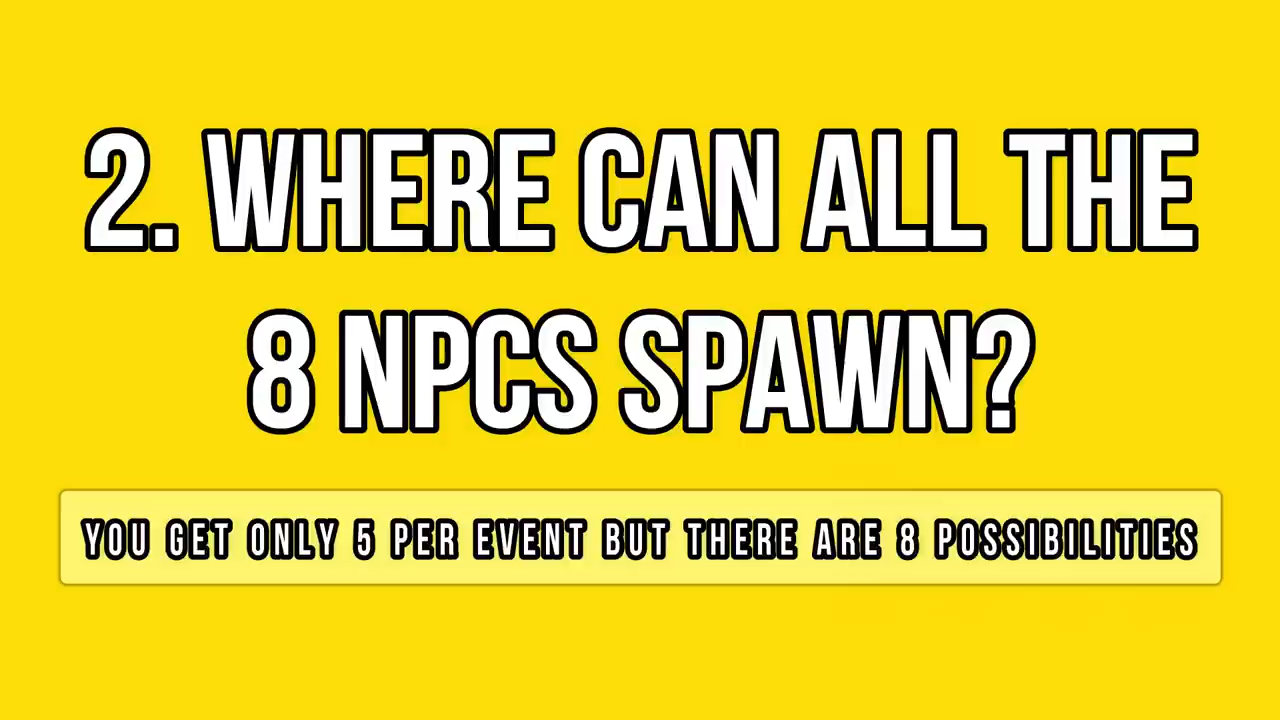 2. WHERE CAN ALL THE
8 NPCS SPAWN?
YOU GET ONLY 5 PER EVENT BUT THERE ARE 8 POSSIBILITIES